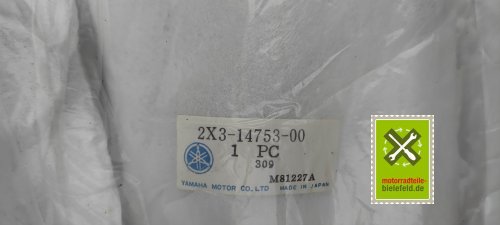 2X3-14753-00
1 PC
309
M81227A
YAMAHA MOTOR CO.,LTD MADE IN JAPAN
motorradteile-
bielefeld.de